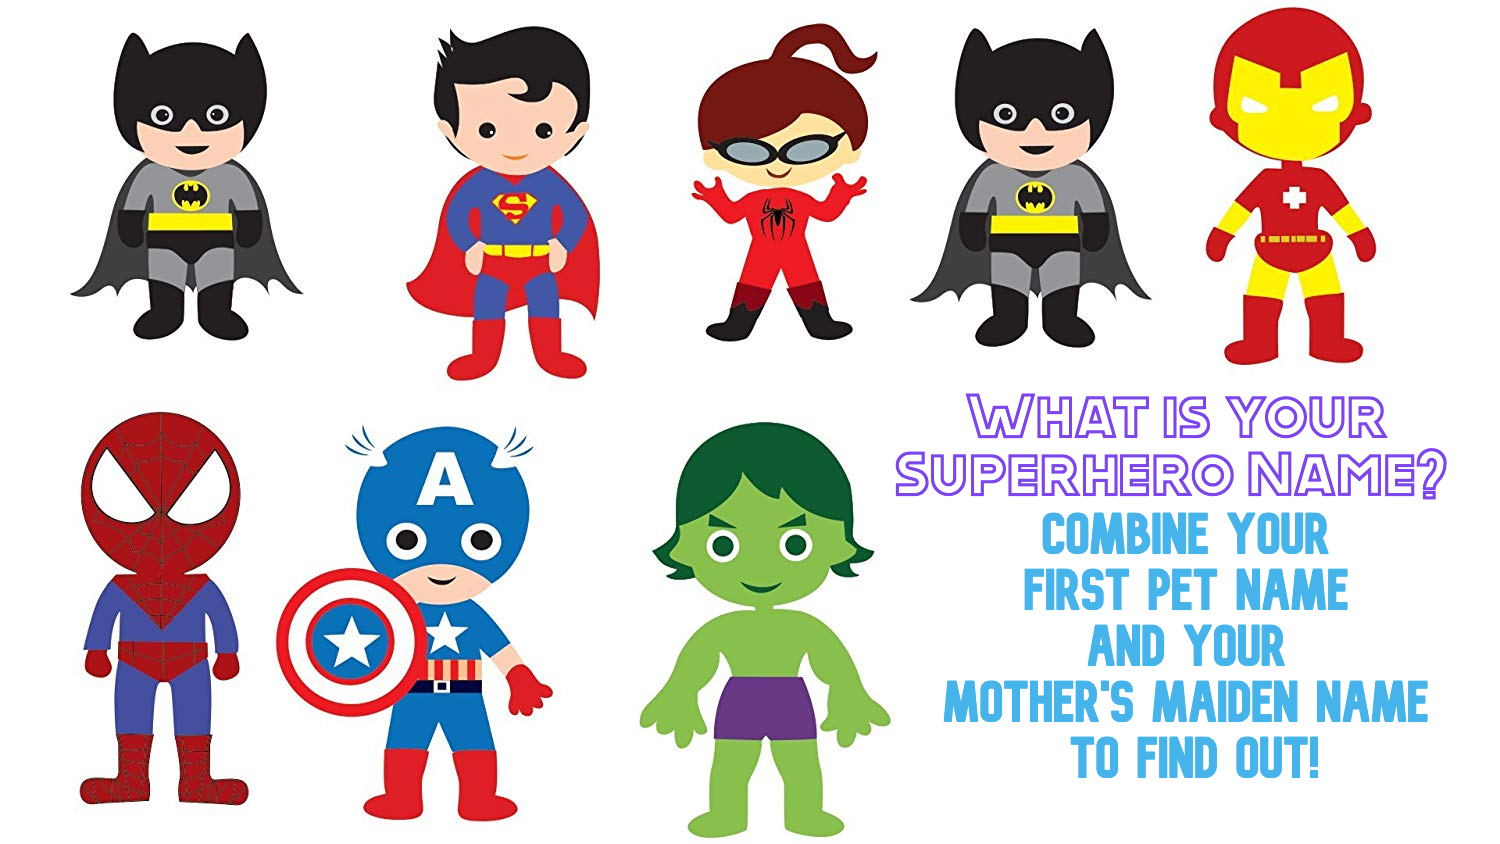 S
A
WHAT IS YOUR
SUPERHERO NAME?
COMBINE YOUR
FIRST PET NAME
AND YOUR
MOTHER'S MAIDEN NAME
TO FIND OUT!